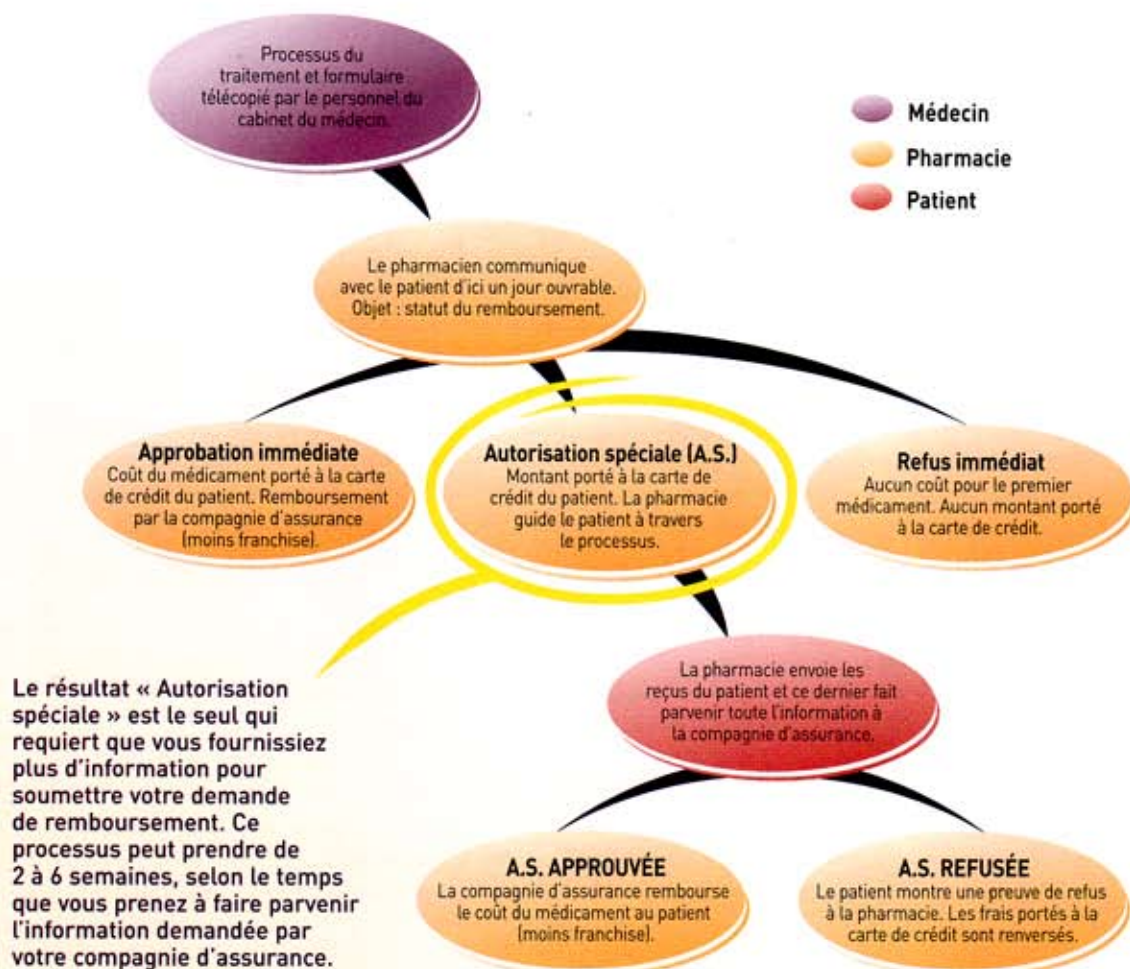 Processus du
traitement et formulaire
télécopié par le personnel du
cabinet du médecin.
Médecin
Pharmacie
Patient
Le pharmacien communique
avec le patient d'ici un jour ouvrable.
Objet : statut du remboursement.
Approbation immédiate
Coût du médicament porté à la carte
de crédit du patient. Remboursement
par la compagnie d'assurance
(moins franchise).
Autorisation spéciale (A.S.)
Montant porté à la carte de
crédit du patient. La pharmacie
guide le patient à travers
le processus.
Refus immédiat
Aucun coût pour le premier
médicament. Aucun montant porté
à la carte de crédit.
La pharmacie envoie les
reçus du patient et ce dernier fait
parvenir toute l'information à
la compagnie d'assurance.
Le résultat « Autorisation
spéciale » est le seul qui
requiert que vous fournissiez
plus d'information pour
soumettre votre demande
de remboursement. Ce
processus peut prendre de
2 à 6 semaines, selon le temps
que vous prenez à faire parvenir
l'information demandée par
votre compagnie d'assurance.
A.S. APPROUVÉE
La compagnie d'assurance rembourse
le coût du médicament au patient
(moins franchise).
A.S. REFUSÉE
Le patient montre une preuve de refus
à la pharmacie. Les frais portés à la
carte de crédit sont renversés.